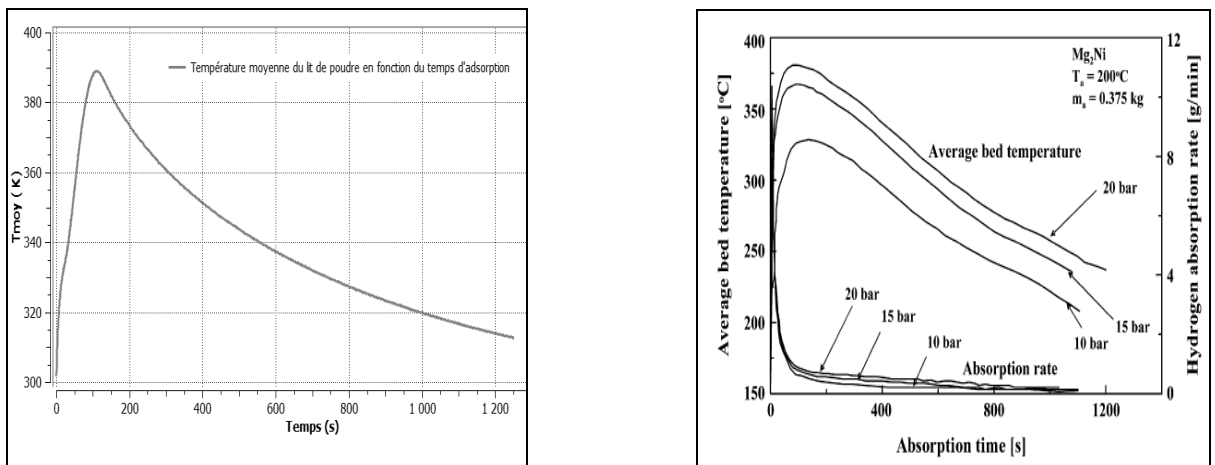 400
380
360
340
320
300
Tmoy ( K)
Température moyenne du lit de poudre en fonction du temps d'adsorption
0 200 400 600 800 1 000 1 200
Temps (s)
400
350
300
250
200
150
Average bed temperature [°C]
Mg₂Ni
Tₐ = 200°C
mₐ = 0.375 kg
Average bed temperature
20 bar
15 bar
10 bar
20 bar
15 bar
10 bar
Absorption rate
12
8
4
0
Hydrogen absorption rate [g/min]
0 400 800 1200
Absorption time [s]